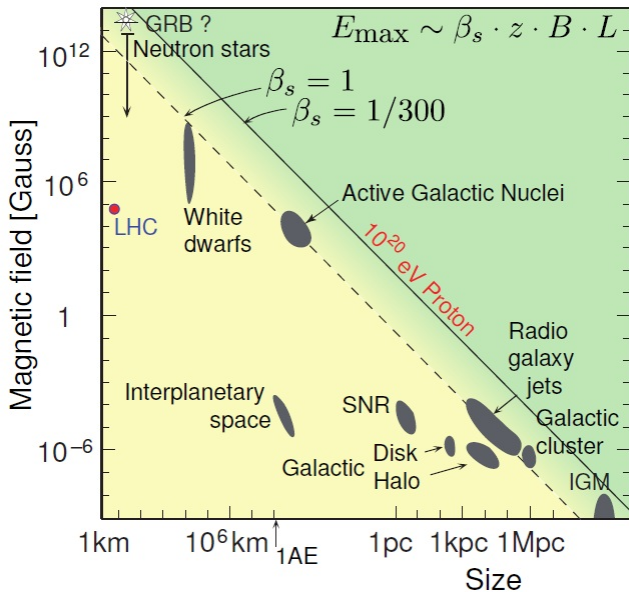 GRB ?
E_max ∼ β_s · z · B · L
10^12
Neutron stars
β_s = 1
β_s = 1/300
10^6
Active Galactic Nuclei
LHC
White
dwarfs
10^20 eV Proton
1
Radio
galaxy
jets
Interplanetary
space
SNR
Galactic
cluster
10^-6
Galactic
Disk
Halo
IGM
1km
10^6km
1AE
1pc
1kpc
1Mpc
Size
Magnetic field [Gauss]